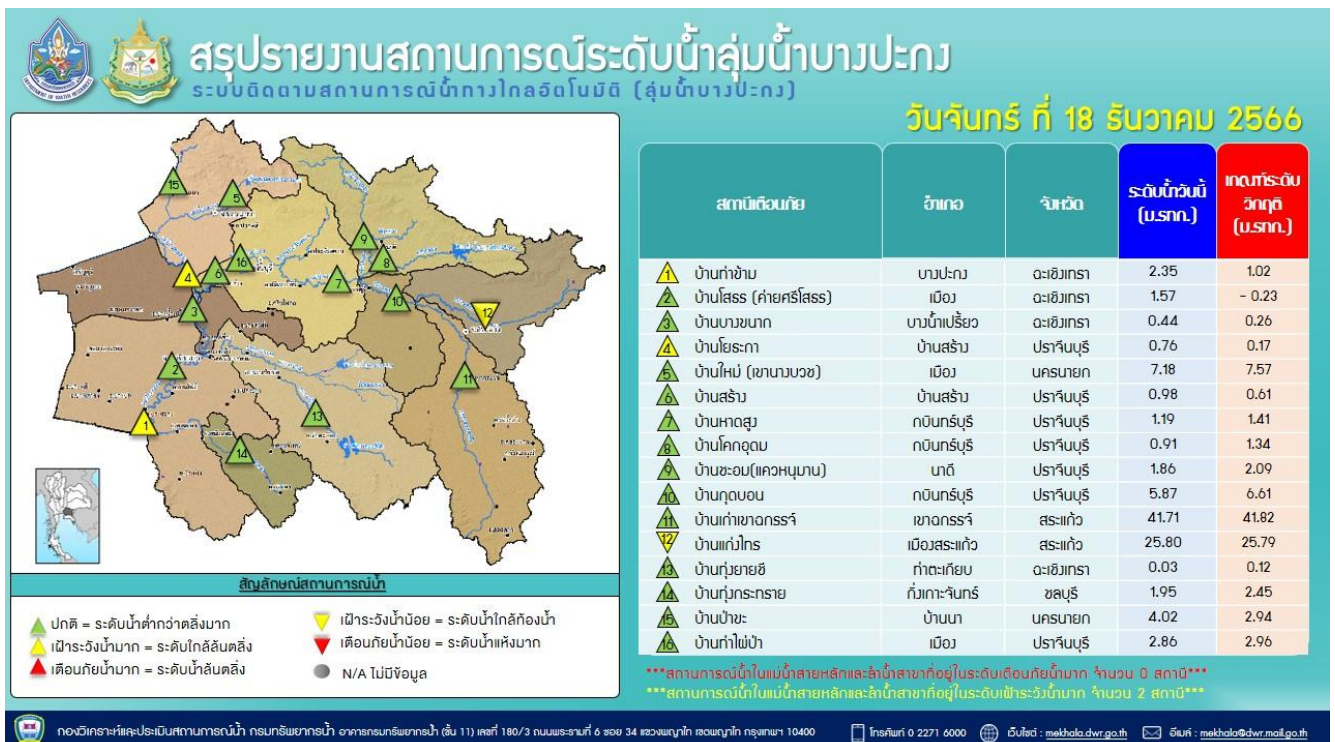 สรุปรายงานสถานการณ์ระดับน้ำลุ่มน้ำบางปะกง
ระบบติดตามสถานการณ์น้ำทางไกลอัตโนมัติ (ลุ่มน้ำบางปะกง)
วันจันทร์ ที่ 18 ธันวาคม 2566
15
5
9
16
8
4
6
7
10
3
12
2
11
13
1
14
สัญลักษณ์สถานการณ์น้ำ
ปกติ = ระดับน้ำต่ำกว่าตลิ่งมาก
เฝ้าระวังน้ำมาก = ระดับใกล้ล้นตลิ่ง
เตือนภัยน้ำมาก = ระดับน้ำล้นตลิ่ง
เฝ้าระวังน้ำน้อย = ระดับน้ำใกล้ท้องน้ำ
เตือนภัยน้ำน้อย = ระดับน้ำแห้งมาก
N/A ไม่มีข้อมูล
สถานีเตือนภัย อำเภอ จังหวัด ระดับน้ำวันนี้ (ม.รทก.) เกณฑ์ระดับวิกฤติ (ม.รทก.)
1 บ้านท่าข้าม บางปะกง ฉะเชิงเทรา 2.35 1.02
2 บ้านโสธร (ค่ายศรีโสธร) เมือง ฉะเชิงเทรา 1.57 - 0.23
3 บ้านบางขนาก บางน้ำเปรี้ยว ฉะเชิงเทรา 0.44 0.26
4 บ้านโยธะกา บ้านสร้าง ปราจีนบุรี 0.76 0.17
5 บ้านใหม่ (เขานางบวช) เมือง นครนายก 7.18 7.57
6 บ้านสร้าง บ้านสร้าง ปราจีนบุรี 0.98 0.61
7 บ้านหาดสูง กบินทร์บุรี ปราจีนบุรี 1.19 1.41
8 บ้านโคกอุดม กบินทร์บุรี ปราจีนบุรี 0.91 1.34
9 บ้านชะอม(แควหนุมาน) นาดี ปราจีนบุรี 1.86 2.09
10 บ้านกุดบอน กบินทร์บุรี ปราจีนบุรี 5.87 6.61
11 บ้านเก่าเขาฉกรรจ์ เขาฉกรรจ์ สระแก้ว 41.71 41.82
12 บ้านแก่งไทร เมืองสระแก้ว สระแก้ว 25.80 25.79
13 บ้านทุ่งยายชี ท่าตะเกียบ ฉะเชิงเทรา 0.03 0.12
14 บ้านทุ่งกระทราย กิ่งเกาะจันทร์ ชลบุรี 1.95 2.45
15 บ้านป่าขะ บ้านนา นครนายก 4.02 2.94
16 บ้านท่าไผ่ป่า เมือง ปราจีนบุรี 2.86 2.96
***สถานการณ์น้ำในแม่น้ำสายหลักและลำน้ำสาขาที่อยู่ในระดับเตือนภัยน้ำมาก จำนวน 0 สถานี***
***สถานการณ์น้ำในแม่น้ำสายหลักและลำน้ำสาขาที่อยู่ในระดับเฝ้าระวังน้ำมาก จำนวน 2 สถานี***
กองวิเคราะห์และประเมินสถานการณ์น้ำ กรมทรัพยากรน้ำ อาคารกรมทรัพยากรน้ำ (ชั้น 11) เลขที่ 180/3 ถนนพระรามที่ 6 ซอย 34 แขวงพญาไท เขตพญาไท กรุงเทพฯ 10400 โทรศัพท์ 0 2271 6000 เว็บไซต์ : mekhala.dwr.go.th อีเมล์ : mekhala@dwr.mail.go.th